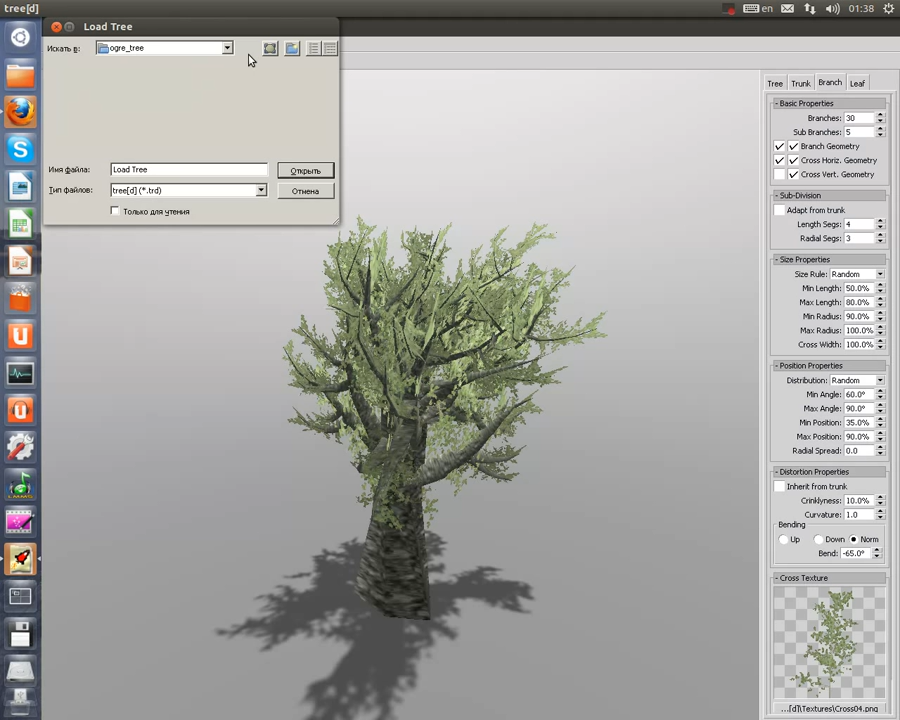 tree[d]
en
01:38
Load Tree
Искать в:
ogre_tree
Имя файла:
Load Tree
Открыть
Тип файлов:
tree[d] (*.trd)
Отмена
Только для чтения
Tree
Trunk
Branch
Leaf
- Basic Properties
Branches: 30
Sub Branches: 5
Branch Geometry
Cross Horiz. Geometry
Cross Vert. Geometry
- Sub-Division
Adapt from trunk
Length Segs: 4
Radial Segs: 3
- Size Properties
Size Rule: Random
Min Length: 50.0%
Max Length: 80.0%
Min Radius: 90.0%
Max Radius: 100.0%
Cross Width: 100.0%
- Position Properties
Distribution: Random
Min Angle: 60.0°
Max Angle: 90.0°
Min Position: 35.0%
Max Position: 90.0%
Radial Spread: 0.0
- Distortion Properties
Inherit from trunk
Crinklyness: 10.0%
Curvature: 1.0
Bending
Up
Down
Norm
Bend: -65.0°
- Cross Texture
...[d]\Textures\Cross04.png
LMMS